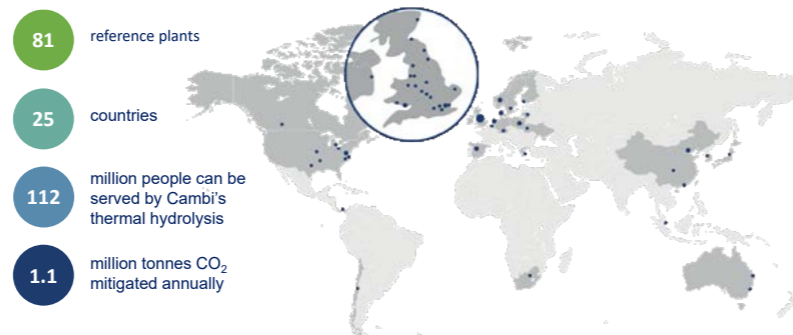 81
reference plants
25
countries
112
million people can be
served by Cambi's
thermal hydrolysis
1.1
million tonnes CO₂
mitigated annually